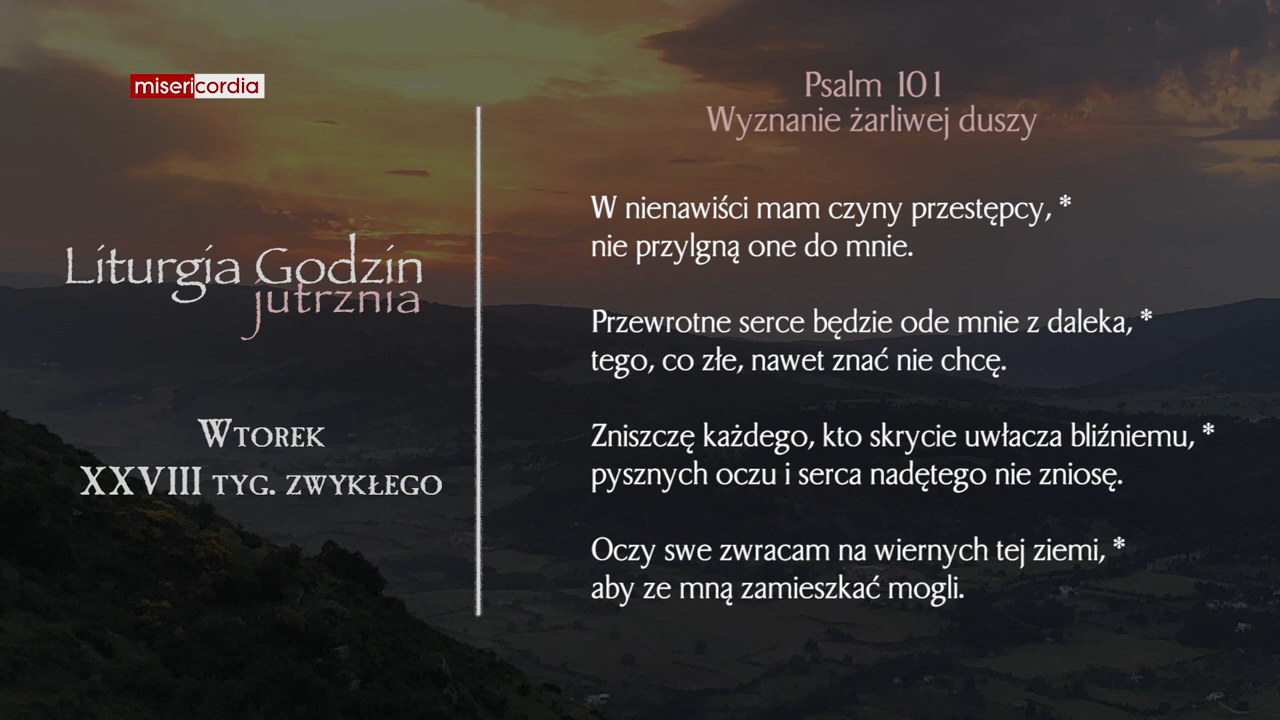 misericordia
Liturgia Godzin
jutrznia
Wtorek
XXVIII tyg. zwykłego
Psalm 101
Wyznanie żarliwej duszy
W nienawiści mam czyny przestępcy, *
nie przylgną one do mnie.
Przewrotne serce będzie ode mnie z daleka, *
tego, co złe, nawet znać nie chcę.
Zniszczę każdego, kto skrycie uwłacza bliźniemu, *
pysznych oczu i serca nadętego nie zniosę.
Oczy swe zwracam na wiernych tej ziemi, *
aby ze mną zamieszkać mogli.